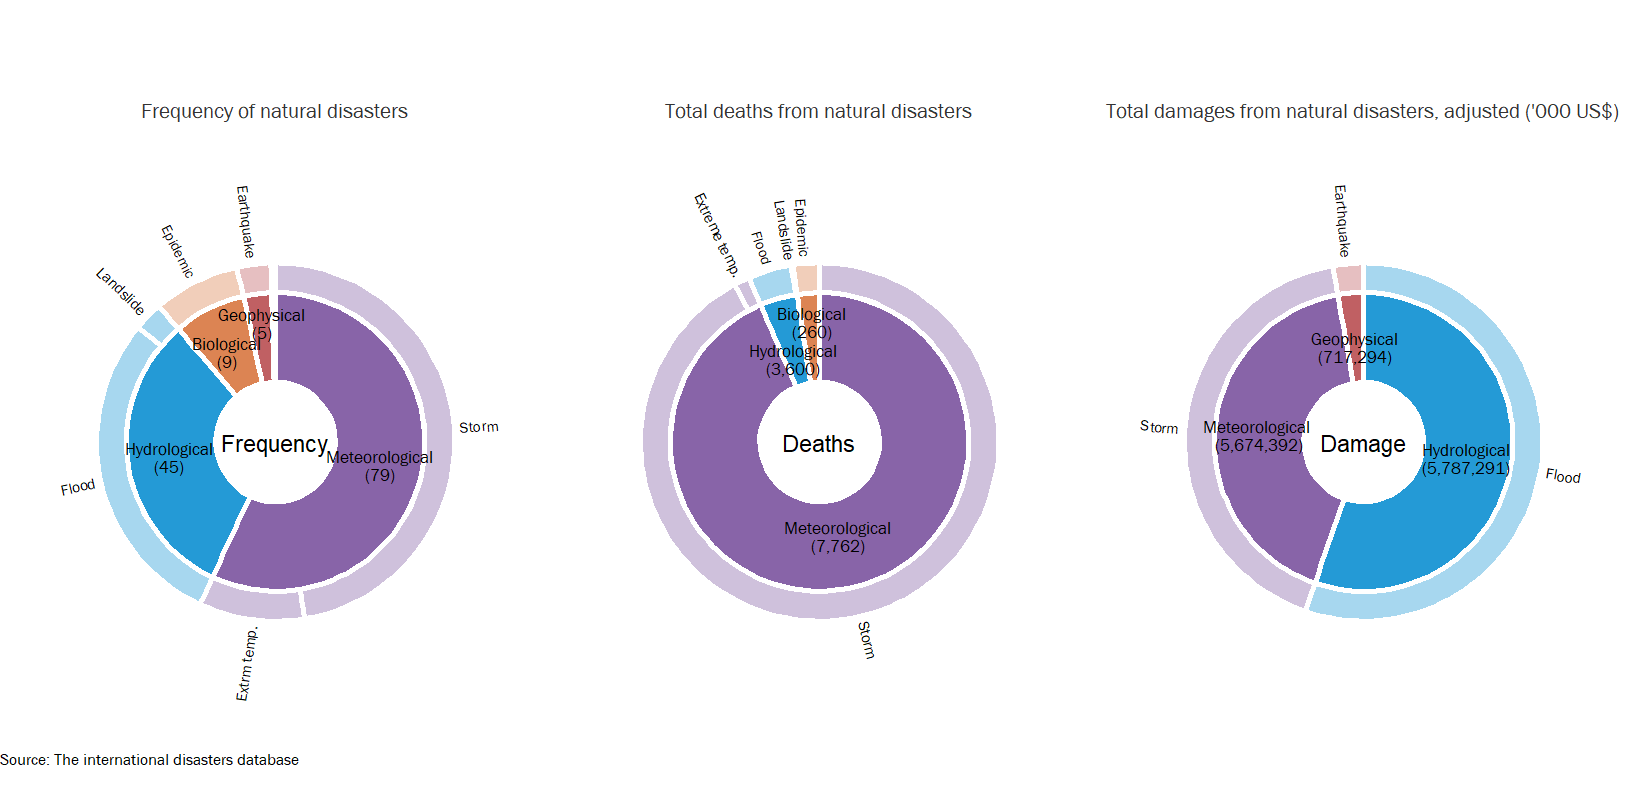 Frequency of natural disasters
Total deaths from natural disasters
Total damages from natural disasters, adjusted ('000 US$)
Earthquake
Epidemic
Landslide
Geophysical
(5)
Biological
(9)
Storm
Hydrological
(45)
Frequency
Meteorological
(79)
Flood
Extrm temp.
Extreme temp.
Flood
Landslide
Epidemic
Biological
(260)
Hydrological
(3,600)
Deaths
Meteorological
(7,762)
Storm
Earthquake
Geophysical
(717,294)
Storm
Meteorological
(5,674,392)
Damage
Hydrological
(5,787,291)
Flood
Source: The international disasters database